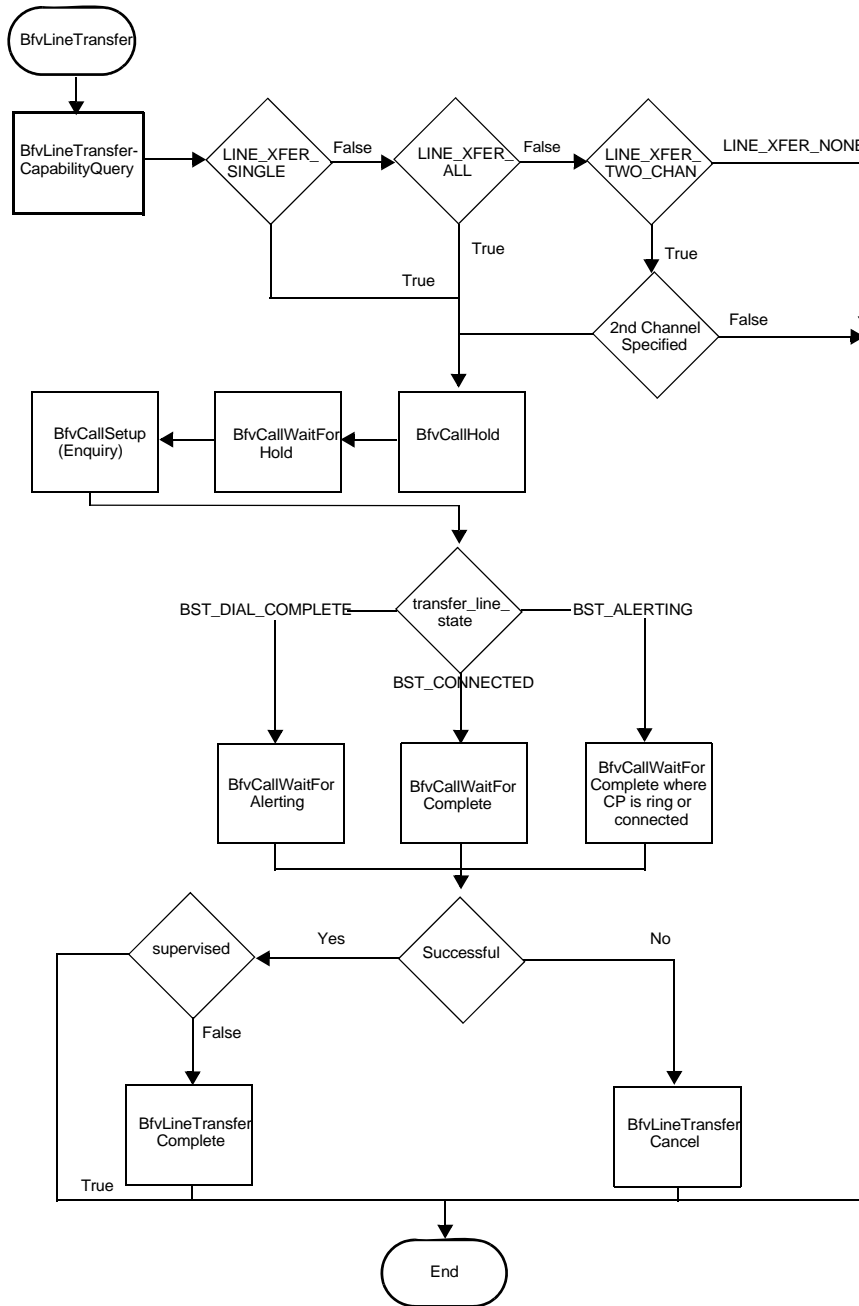 BfvLineTransfer
BfvLineTransfer-
CapabilityQuery
LINE_XFER_
SINGLE
False
LINE_XFER_
ALL
False
LINE_XFER_
TWO_CHAN
LINE_XFER_NONE
True
True
True
2nd Channel
Specified
False
BfvCallSetup
(Enquiry)
BfvCallWaitFor
Hold
BfvCallHold
transfer_line_
state
BST_DIAL_COMPLETE
BST_ALERTING
BST_CONNECTED
BfvCallWaitFor
Alerting
BfvCallWaitFor
Complete
BfvCallWaitFor
Complete where
CP is ring or
connected
supervised
Yes
Successful
No
False
BfvLineTransfer
Complete
BfvLineTransfer
Cancel
True
End